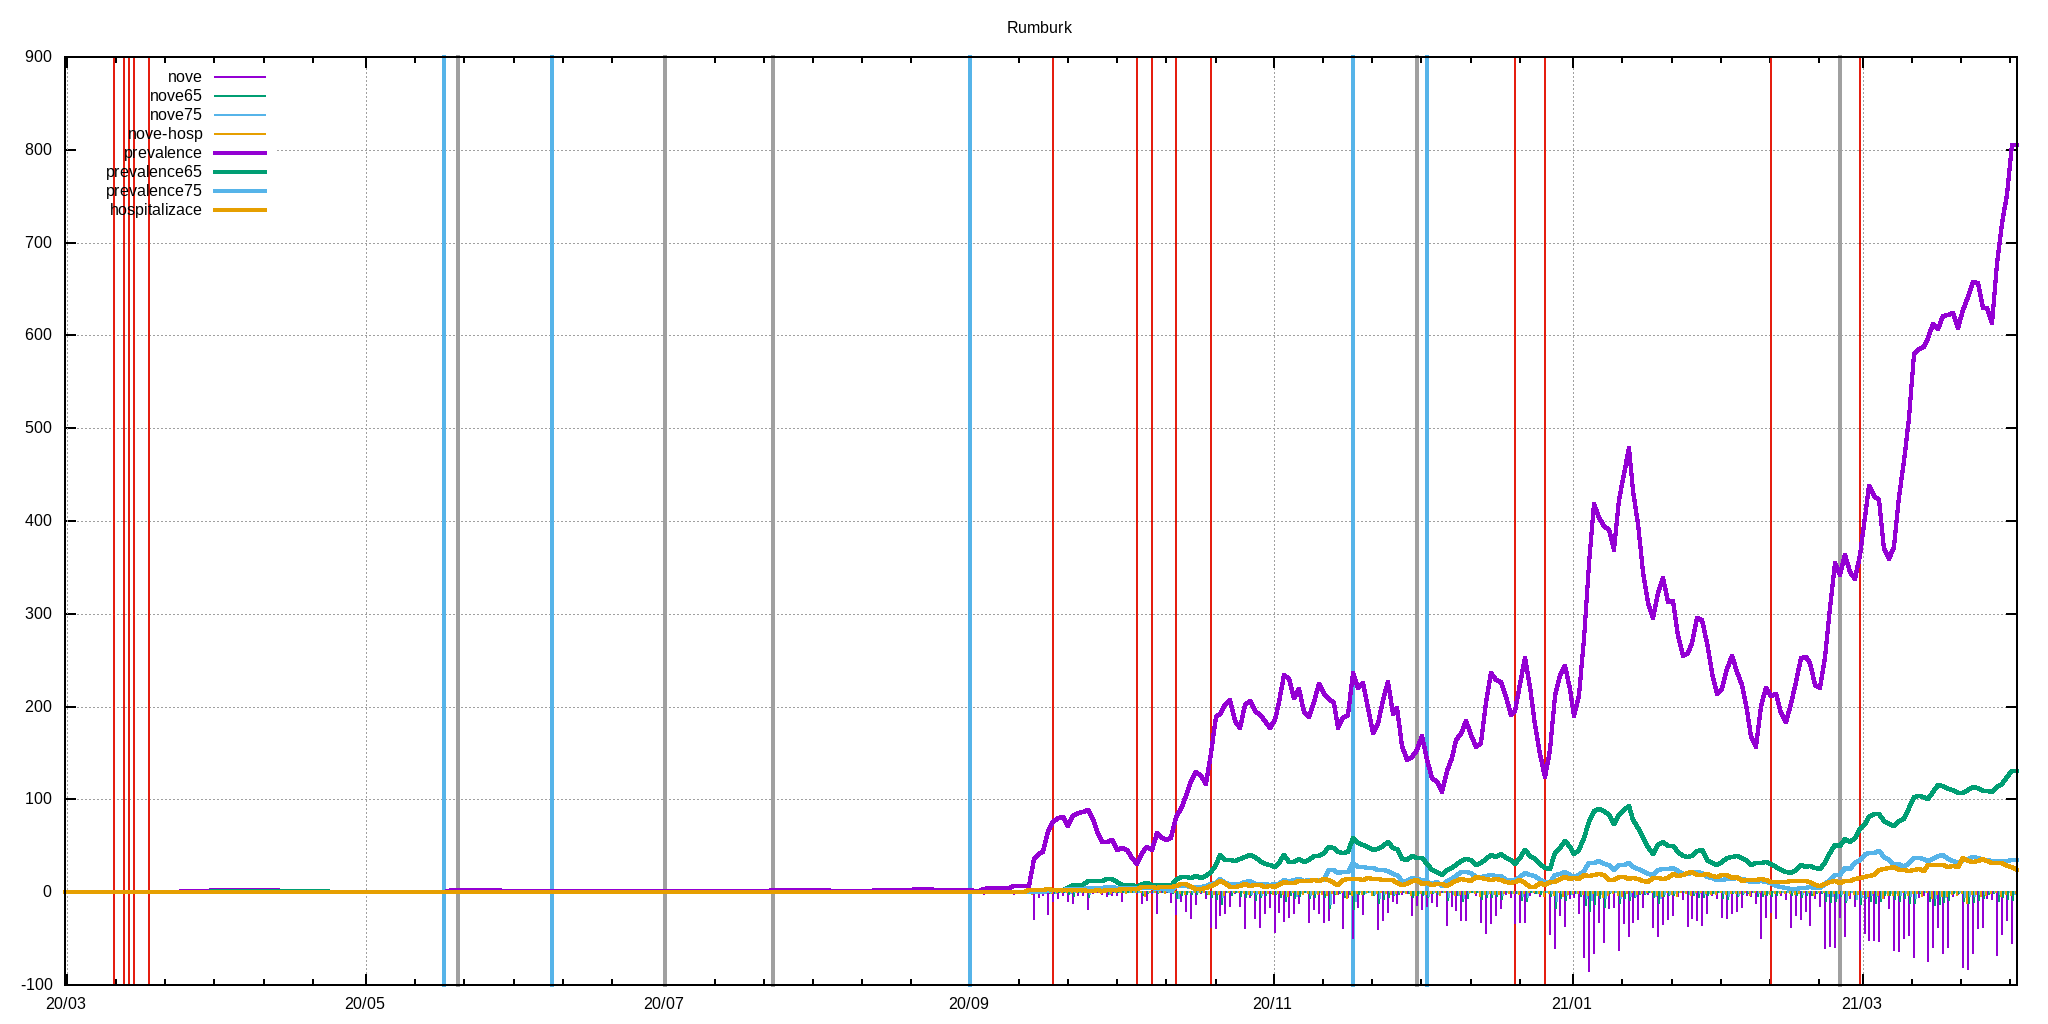 Rumburk
900
800
700
600
500
400
300
200
100
0
-100
nove
nove65
nove75
nove-hosp
prevalence
prevalence65
prevalence75
hospitalizace
20/03 20/05 20/07 20/09 20/11 21/01 21/03